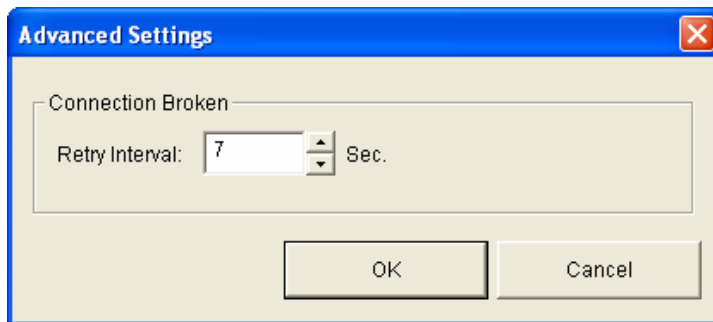 Advanced Settings
Connection Broken
Retry Interval: 7 Sec.
OK Cancel